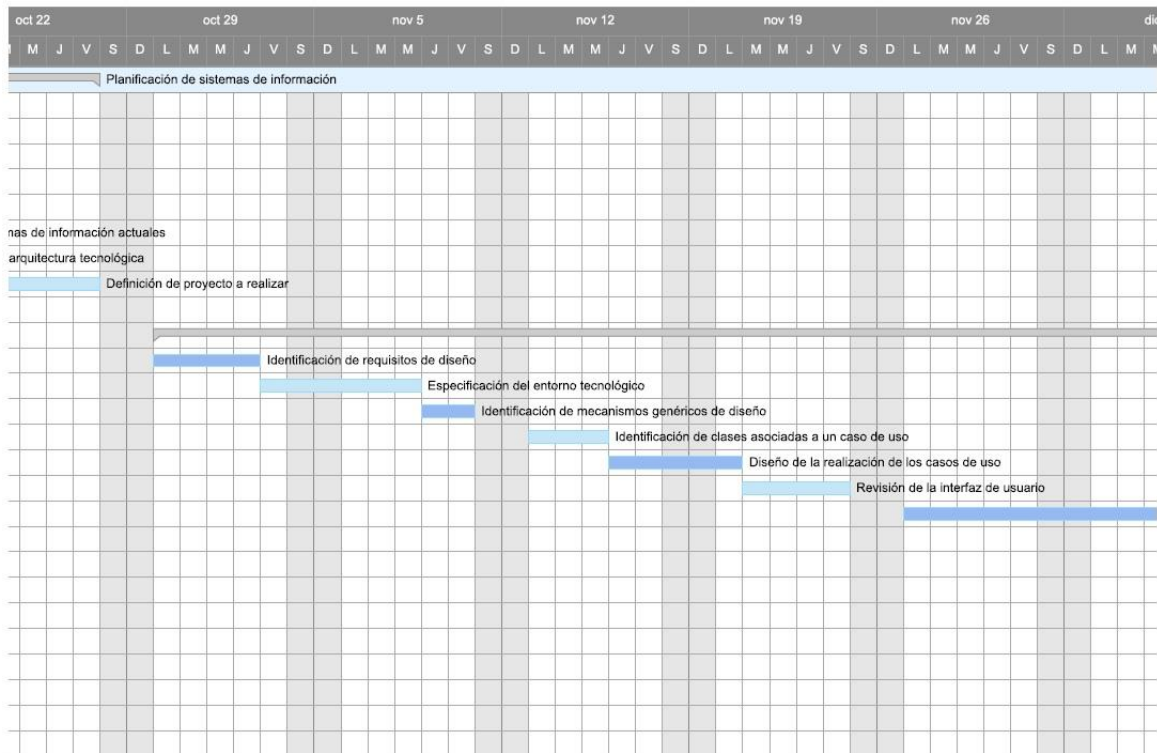 oct 22 oct 29 nov 5 nov 12 nov 19 nov 26 dic
M J V S D L M M J V S D L M M J V S D L M M J V S D L M M J V S D L M M J V S D L M
Planificación de sistemas de información
mas de información actuales
arquitectura tecnológica
Definición de proyecto a realizar
Identificación de requisitos de diseño
Especificación del entorno tecnológico
Identificación de mecanismos genéricos de diseño
Identificación de clases asociadas a un caso de uso
Diseño de la realización de los casos de uso
Revisión de la interfaz de usuario